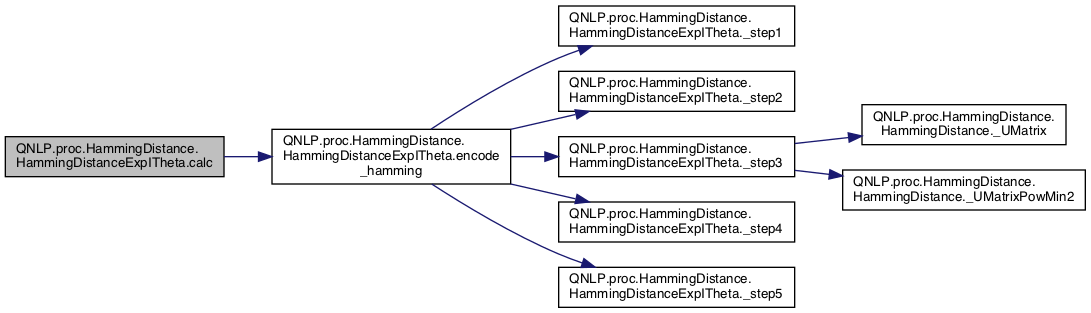 QNLP.proc.HammingDistance.
HammingDistanceExpITheta.calc
QNLP.proc.HammingDistance.
HammingDistanceExpITheta.encode
_hamming
QNLP.proc.HammingDistance.
HammingDistanceExpITheta._step1
QNLP.proc.HammingDistance.
HammingDistanceExpITheta._step2
QNLP.proc.HammingDistance.
HammingDistanceExpITheta._step3
QNLP.proc.HammingDistance.
HammingDistanceExpITheta._step4
QNLP.proc.HammingDistance.
HammingDistanceExpITheta._step5
QNLP.proc.HammingDistance.
HammingDistance._UMatrix
QNLP.proc.HammingDistance.
HammingDistance._UMatrixPowMin2